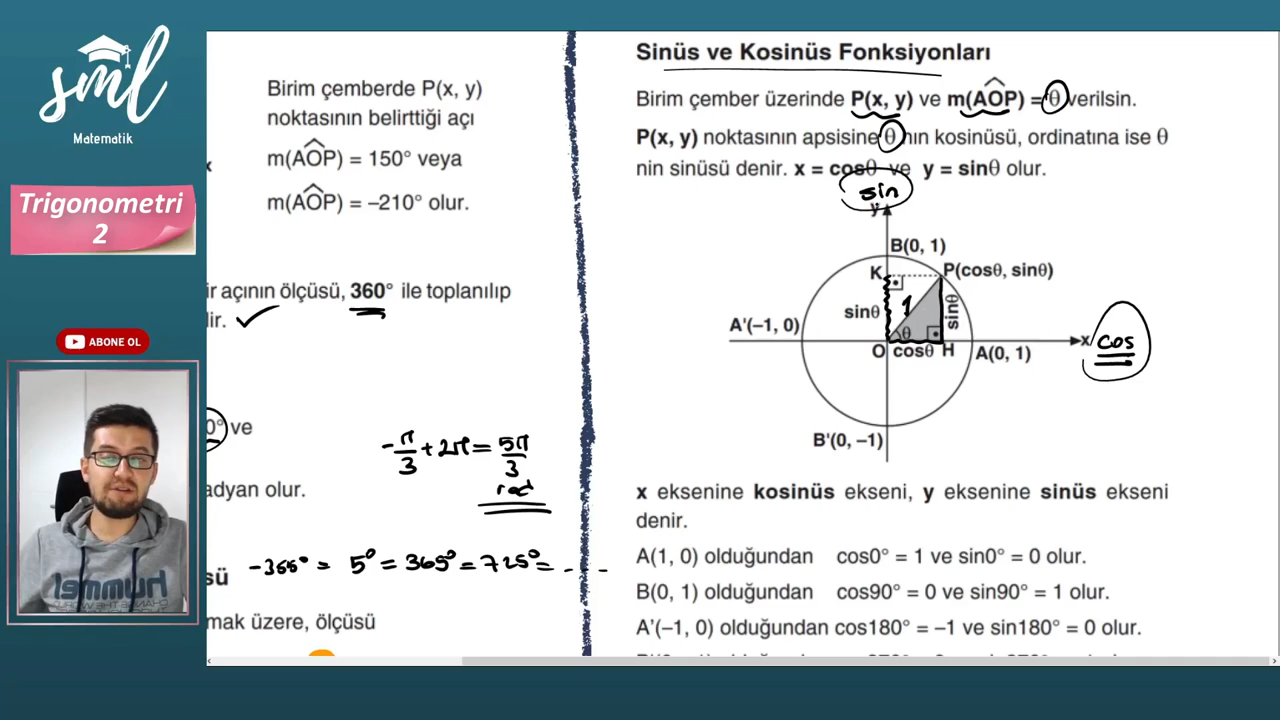 sml
Matematik
Trigonometri
2
ABONE OL
hummel
Birim çemberde P(x, y)
noktasının belirttiği açı
m(AÔP) = 150° veya
m(AÔP) = –210° olur.
ir açının ölçüsü, 360° ile toplanılıp
lir.
0° ve
-π/3 + 2π = 5π/3
rad
adyan olur.
-355° = 5° = 365° = 725° = ...
sü
mak üzere, ölçüsü
Sinüs ve Kosinüs Fonksiyonları
Birim çember üzerinde P(x, y) ve m(AÔP) = θ verilsin.
P(x, y) noktasının apsisine θ nın kosinüsü, ordinatına ise θ
nin sinüsü denir. x = cosθ ve y = sinθ olur.
sin
y
B(0, 1)
K
P(cosθ, sinθ)
1
sinθ
sinθ
A'(–1, 0)
θ
x
cos
O
cosθ
H
A(0, 1)
B'(0, –1)
x eksenine kosinüs ekseni, y eksenine sinüs ekseni
denir.
A(1, 0) olduğundan cos0° = 1 ve sin0° = 0 olur.
B(0, 1) olduğundan cos90° = 0 ve sin90° = 1 olur.
A'(–1, 0) olduğundan cos180° = –1 ve sin180° = 0 olur.